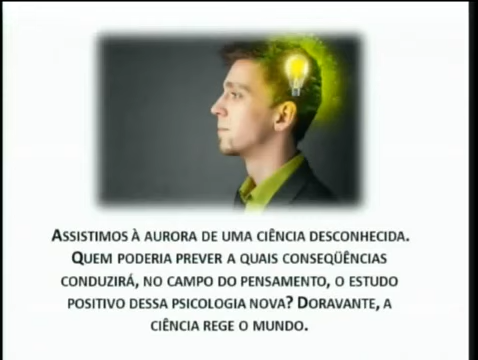 ASSISTIMOS À AURORA DE UMA CIÊNCIA DESCONHECIDA.
QUEM PODERIA PREVER A QUAIS CONSEQÜÊNCIAS
CONDUZIRÁ, NO CAMPO DO PENSAMENTO, O ESTUDO
POSITIVO DESSA PSICOLOGIA NOVA? DORAVANTE, A
CIÊNCIA REGE O MUNDO.